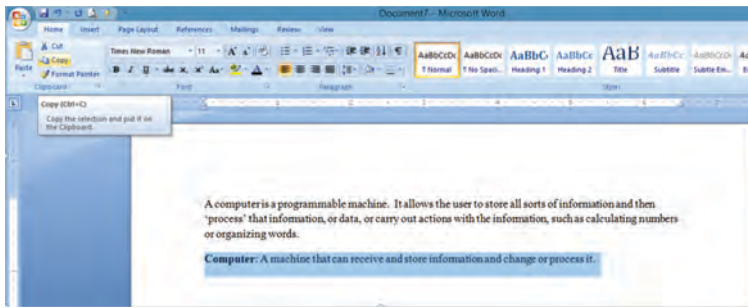 Document7 - Microsoft Word
Home Insert Page Layout References Mailings Review View
Cut
Copy
Format Painter
Paste
Clipboard
Times New Roman 11
Font
Paragraph
AaBbCcDc AaBbCcDc AaBbC AaBbCc AaB AaBbCc AaBbCcDc
¶ Normal ¶ No Spaci... Heading 1 Heading 2 Title Subtitle Subtle Em...
Styles
Copy (Ctrl+C)
Copy the selection and put it on
the Clipboard.
A computer is a programmable machine. It allows the user to store all sorts of information and then
'process' that information, or data, or carry out actions with the information, such as calculating numbers
or organizing words.
Computer: A machine that can receive and store information and change or process it.